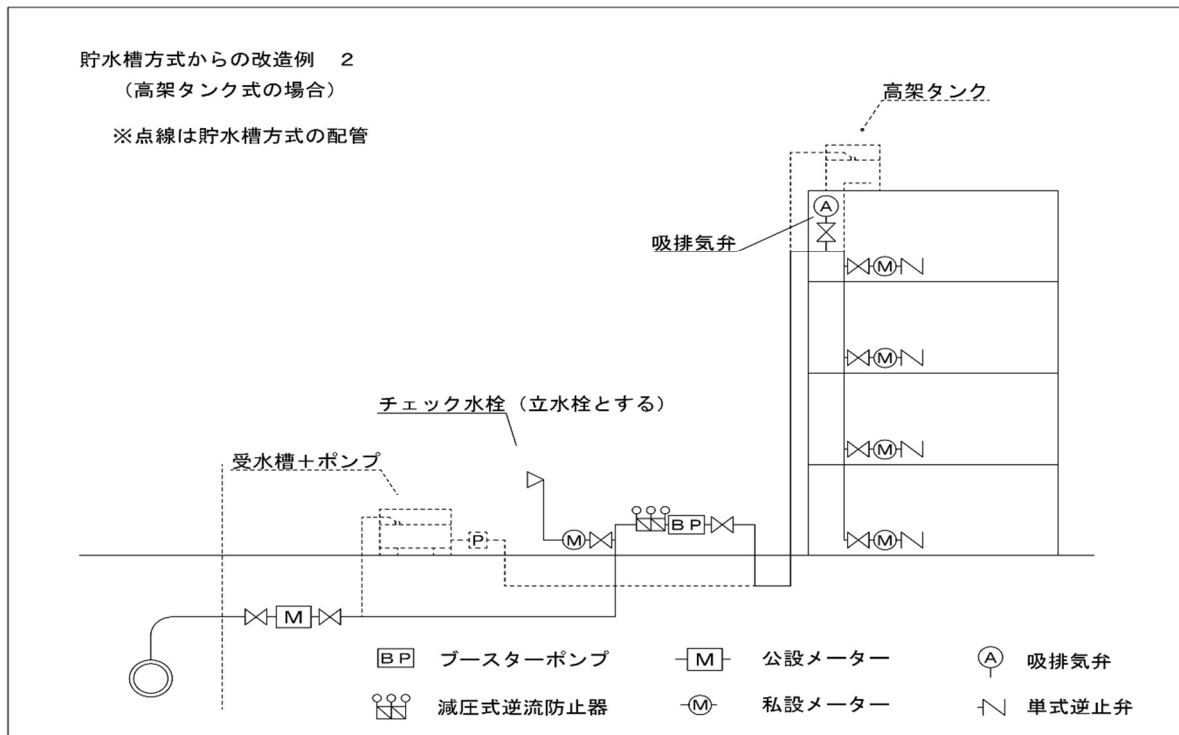 貯水槽方式からの改造例 2
(高架タンク式の場合)
※点線は貯水槽方式の配管
高架タンク
A
吸排気弁
M
M
チェック水栓(立水栓とする)
M
受水槽+ポンプ
P
M
BP
M
M
BP ブースターポンプ
M 公設メーター
A 吸排気弁
減圧式逆流防止器
M 私設メーター
単式逆止弁